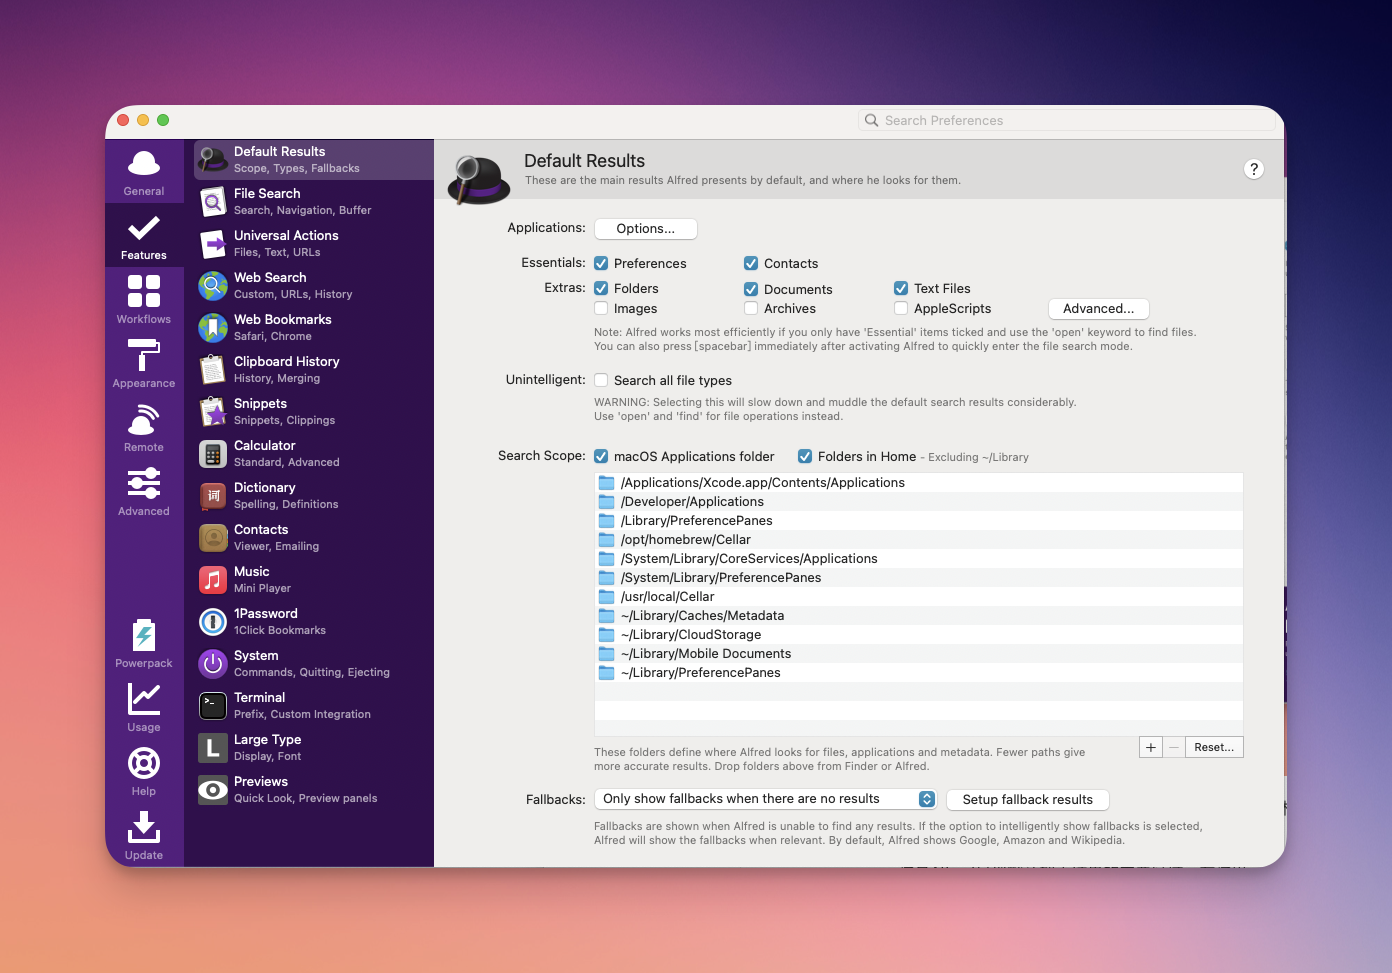 Search Preferences
General
Features
Workflows
Appearance
Remote
Advanced
Powerpack
Usage
Help
Update
Default Results
Scope, Types, Fallbacks
File Search
Search, Navigation, Buffer
Universal Actions
Files, Text, URLs
Web Search
Custom, URLs, History
Web Bookmarks
Safari, Chrome
Clipboard History
History, Merging
Snippets
Snippets, Clippings
Calculator
Standard, Advanced
词
Dictionary
Spelling, Definitions
Contacts
Viewer, Emailing
Music
Mini Player
1Password
1Click Bookmarks
System
Commands, Quitting, Ejecting
>-
Terminal
Prefix, Custom Integration
L
Large Type
Display, Font
Previews
Quick Look, Preview panels
Default Results
These are the main results Alfred presents by default, and where he looks for them.
?
Applications: Options...
Essentials: Preferences Contacts
Extras: Folders Documents Text Files
Images Archives AppleScripts Advanced...
Note: Alfred works most efficiently if you only have 'Essential' items ticked and use the 'open' keyword to find files.
You can also press [spacebar] immediately after activating Alfred to quickly enter the file search mode.
Unintelligent: Search all file types
WARNING: Selecting this will slow down and muddle the default search results considerably.
Use 'open' and 'find' for file operations instead.
Search Scope: macOS Applications folder Folders in Home - Excluding ~/Library
/Applications/Xcode.app/Contents/Applications
/Developer/Applications
/Library/PreferencePanes
/opt/homebrew/Cellar
/System/Library/CoreServices/Applications
/System/Library/PreferencePanes
/usr/local/Cellar
~/Library/Caches/Metadata
~/Library/CloudStorage
~/Library/Mobile Documents
~/Library/PreferencePanes
These folders define where Alfred looks for files, applications and metadata. Fewer paths give
more accurate results. Drop folders above from Finder or Alfred.
+ − Reset...
Fallbacks: Only show fallbacks when there are no results Setup fallback results
Fallbacks are shown when Alfred is unable to find any results. If the option to intelligently show fallbacks is selected,
Alfred will show the fallbacks when relevant. By default, Alfred shows Google, Amazon and Wikipedia.